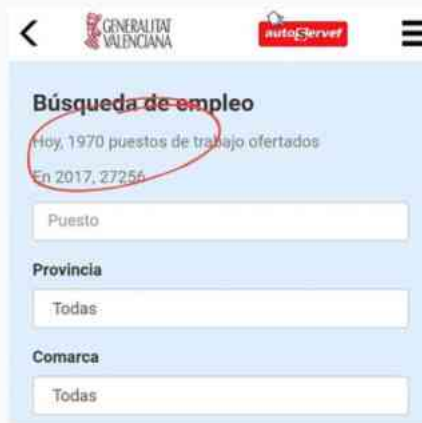 GENERALITAT
VALENCIANA
autoServef
Búsqueda de empleo
Hoy, 1970 puestos de trabajo ofertados
En 2017, 27256
Puesto
Provincia
Todas
Comarca
Todas